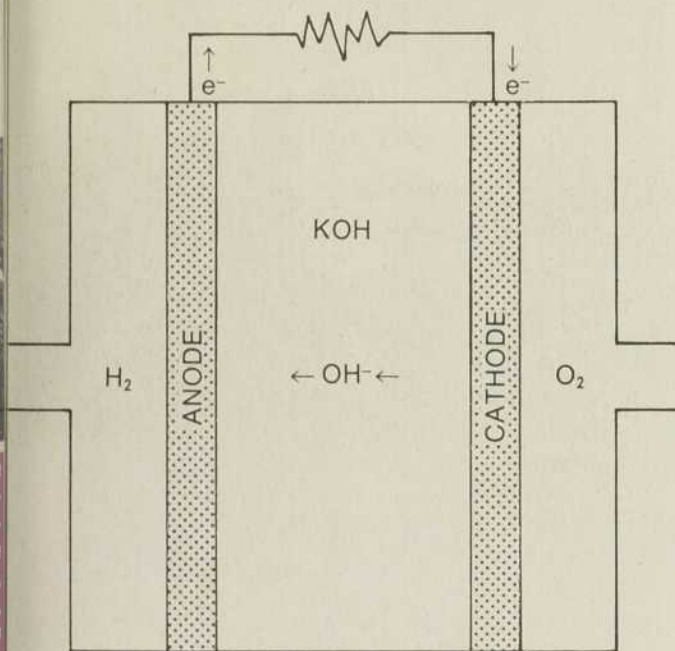 ↑ e⁻
↓ e⁻
KOH
H₂
ANODE
← OH⁻ ←
CATHODE
O₂